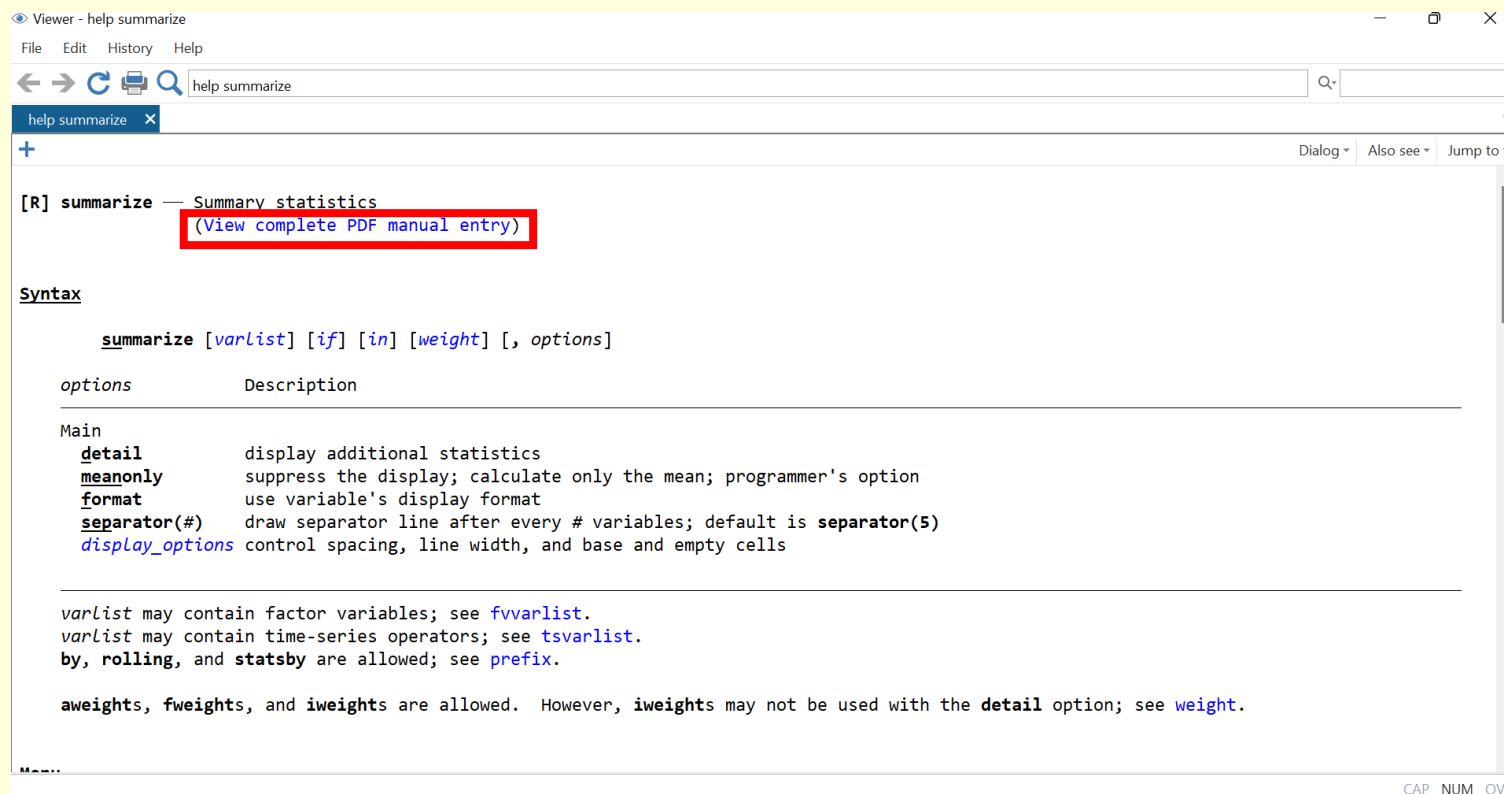 Viewer - help summarize
File Edit History Help
help summarize
help summarize
Dialog Also see Jump to
[R] summarize — Summary statistics
(View complete PDF manual entry)
Syntax
summarize [varlist] [if] [in] [weight] [, options]
options Description
Main
detail display additional statistics
meanonly suppress the display; calculate only the mean; programmer's option
format use variable's display format
separator(#) draw separator line after every # variables; default is separator(5)
display_options control spacing, line width, and base and empty cells
varlist may contain factor variables; see fvvarlist.
varlist may contain time-series operators; see tsvarlist.
by, rolling, and statsby are allowed; see prefix.
aweights, fweights, and iweights are allowed. However, iweights may not be used with the detail option; see weight.
CAP NUM OV